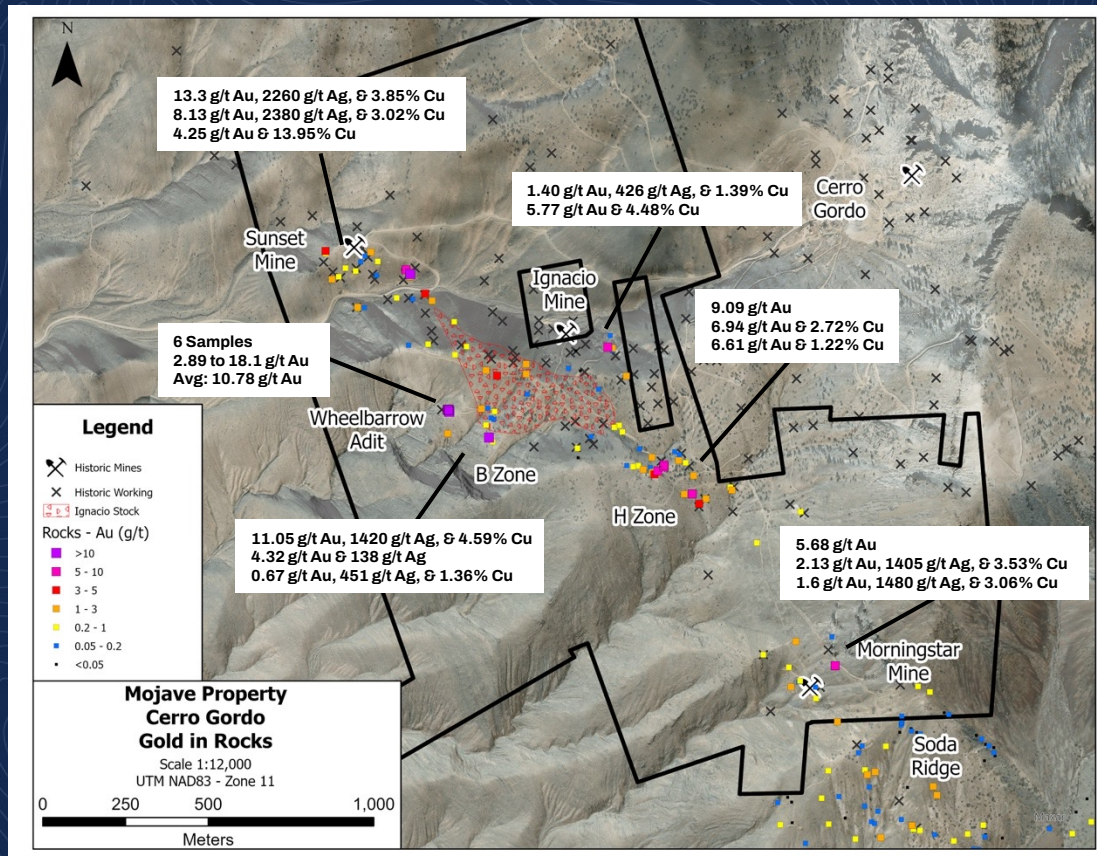 N
13.3 g/t Au, 2260 g/t Ag, & 3.85% Cu
8.13 g/t Au, 2380 g/t Ag, & 3.02% Cu
4.25 g/t Au & 13.95% Cu
1.40 g/t Au, 426 g/t Ag, & 1.39% Cu
5.77 g/t Au & 4.48% Cu
Cerro
Gordo
Sunset
Mine
Ignacio
Mine
9.09 g/t Au
6.94 g/t Au & 2.72% Cu
6.61 g/t Au & 1.22% Cu
6 Samples
2.89 to 18.1 g/t Au
Avg: 10.78 g/t Au
Wheelbarrow
Adit
B Zone
H Zone
11.05 g/t Au, 1420 g/t Ag, & 4.59% Cu
4.32 g/t Au & 138 g/t Ag
0.67 g/t Au, 451 g/t Ag, & 1.36% Cu
5.68 g/t Au
2.13 g/t Au, 1405 g/t Ag, & 3.53% Cu
1.6 g/t Au, 1480 g/t Ag, & 3.06% Cu
Morningstar
Mine
Soda
Ridge
Legend
Historic Mines
Historic Working
Ignacio Stock
Rocks - Au (g/t)
>10
5 - 10
3 - 5
1 - 3
0.2 - 1
0.05 - 0.2
<0.05
Mojave Property
Cerro Gordo
Gold in Rocks
Scale 1:12,000
UTM NAD83 - Zone 11
0 250 500 1,000
Meters